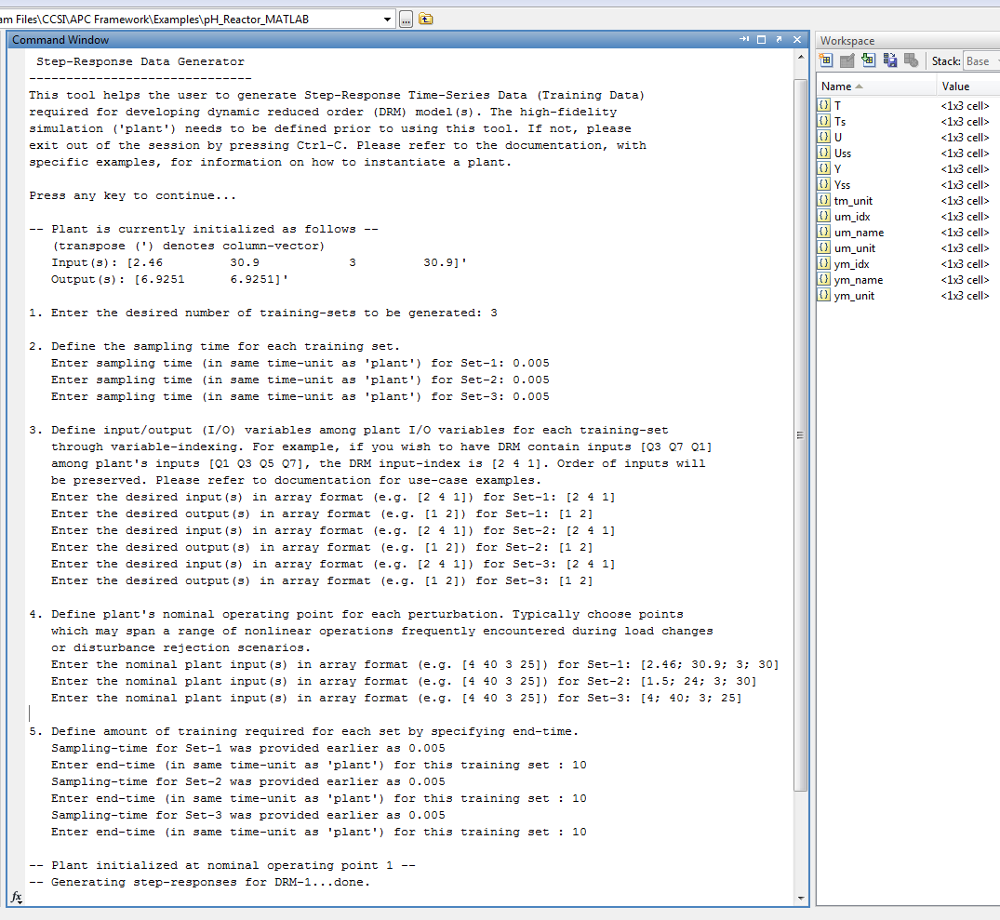 am Files\CCSI\APC Framework\Examples\pH_Reactor_MATLAB
...
Command Window
Step-Response Data Generator
------------------------------
This tool helps the user to generate Step-Response Time-Series Data (Training Data)
required for developing dynamic reduced order (DRM) model(s). The high-fidelity
simulation ('plant') needs to be defined prior to using this tool. If not, please
exit out of the session by pressing Ctrl-C. Please refer to the documentation, with
specific examples, for information on how to instantiate a plant.
Press any key to continue...
-- Plant is currently initialized as follows --
(transpose (') denotes column-vector)
Input(s): [2.46 30.9 3 30.9]'
Output(s): [6.9251 6.9251]'
1. Enter the desired number of training-sets to be generated: 3
2. Define the sampling time for each training set.
Enter sampling time (in same time-unit as 'plant') for Set-1: 0.005
Enter sampling time (in same time-unit as 'plant') for Set-2: 0.005
Enter sampling time (in same time-unit as 'plant') for Set-3: 0.005
3. Define input/output (I/O) variables among plant I/O variables for each training-set
through variable-indexing. For example, if you wish to have DRM contain inputs [Q3 Q7 Q1]
among plant's inputs [Q1 Q3 Q5 Q7], the DRM input-index is [2 4 1]. Order of inputs will
be preserved. Please refer to documentation for use-case examples.
Enter the desired input(s) in array format (e.g. [2 4 1]) for Set-1: [2 4 1]
Enter the desired output(s) in array format (e.g. [1 2]) for Set-1: [1 2]
Enter the desired input(s) in array format (e.g. [2 4 1]) for Set-2: [2 4 1]
Enter the desired output(s) in array format (e.g. [1 2]) for Set-2: [1 2]
Enter the desired input(s) in array format (e.g. [2 4 1]) for Set-3: [2 4 1]
Enter the desired output(s) in array format (e.g. [1 2]) for Set-3: [1 2]
4. Define plant's nominal operating point for each perturbation. Typically choose points
which may span a range of nonlinear operations frequently encountered during load changes
or disturbance rejection scenarios.
Enter the nominal plant input(s) in array format (e.g. [4 40 3 25]) for Set-1: [2.46; 30.9; 3; 30]
Enter the nominal plant input(s) in array format (e.g. [4 40 3 25]) for Set-2: [1.5; 24; 3; 30]
Enter the nominal plant input(s) in array format (e.g. [4 40 3 25]) for Set-3: [4; 40; 3; 25]
5. Define amount of training required for each set by specifying end-time.
Sampling-time for Set-1 was provided earlier as 0.005
Enter end-time (in same time-unit as 'plant') for this training set : 10
Sampling-time for Set-2 was provided earlier as 0.005
Enter end-time (in same time-unit as 'plant') for this training set : 10
Sampling-time for Set-3 was provided earlier as 0.005
Enter end-time (in same time-unit as 'plant') for this training set : 10
-- Plant initialized at nominal operating point 1 --
-- Generating step-responses for DRM-1...done.
fx
Workspace
Stack: Base
Name Value
T <1x3 cell>
Ts <1x3 cell>
U <1x3 cell>
Uss <1x3 cell>
Y <1x3 cell>
Yss <1x3 cell>
tm_unit <1x3 cell>
um_idx <1x3 cell>
um_name <1x3 cell>
um_unit <1x3 cell>
ym_idx <1x3 cell>
ym_name <1x3 cell>
ym_unit <1x3 cell>